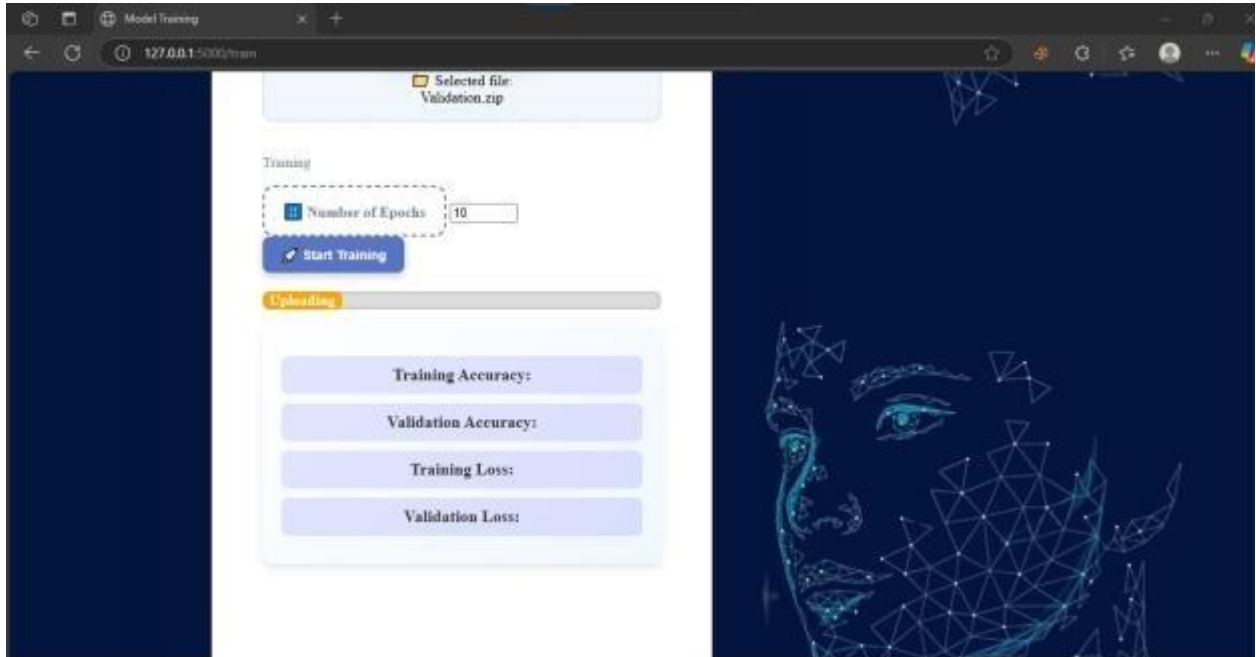 Model Training
127.0.0.1:5000/train
Selected file:
Validation.zip
Training
Number of Epochs
10
Start Training
Uploading
Training Accuracy:
Validation Accuracy:
Training Loss:
Validation Loss: